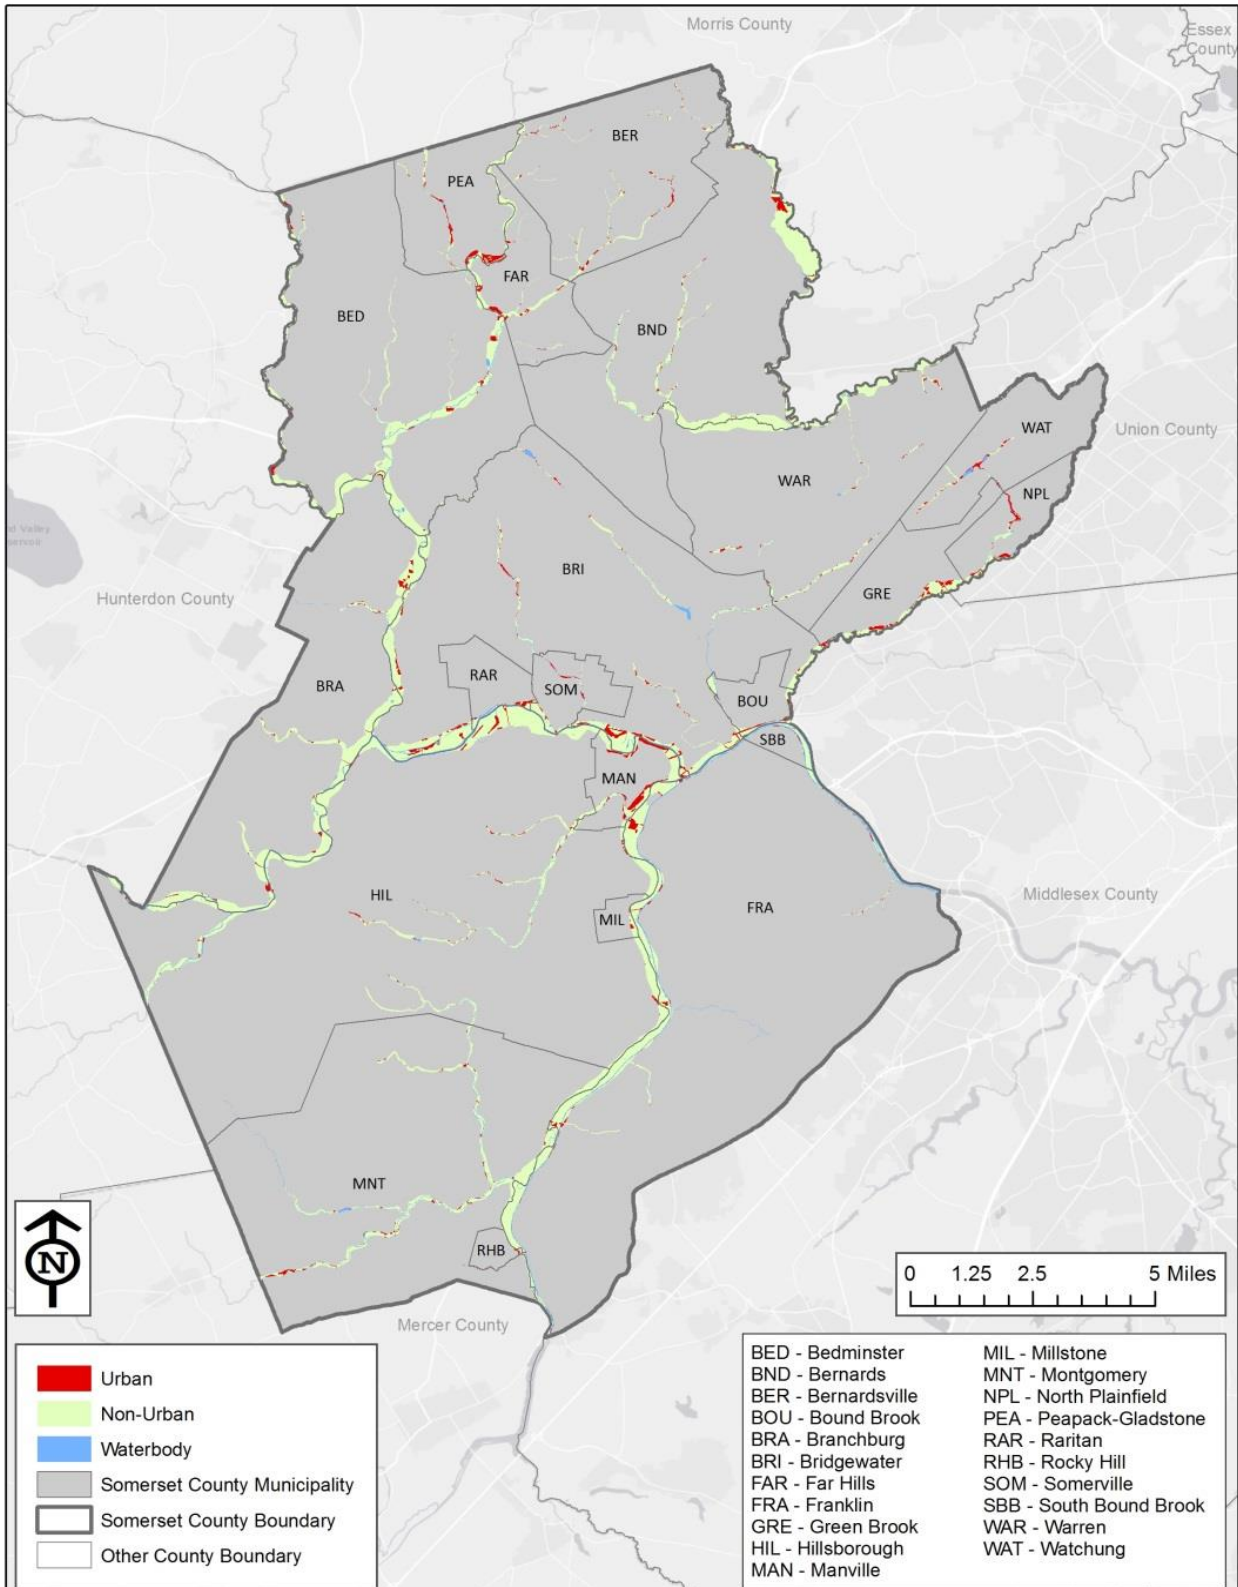 Morris County
Essex
County
BER
PEA
FAR
BED
BND
WAT
Union County
WAR
NPL
BRI
Hunterdon County
GRE
RAR
SOM
BRA
BOU
SBB
MAN
HIL
MIL
FRA
Middlesex County
MNT
RHB
N
0 1.25 2.5 5 Miles
Mercer County
Urban
Non-Urban
Waterbody
Somerset County Municipality
Somerset County Boundary
Other County Boundary
BED - Bedminster
BND - Bernards
BER - Bernardsville
BOU - Bound Brook
BRA - Branchburg
BRI - Bridgewater
FAR - Far Hills
FRA - Franklin
GRE - Green Brook
HIL - Hillsborough
MAN - Manville
MIL - Millstone
MNT - Montgomery
NPL - North Plainfield
PEA - Peapack-Gladstone
RAR - Raritan
RHB - Rocky Hill
SOM - Somerville
SBB - South Bound Brook
WAR - Warren
WAT - Watchung